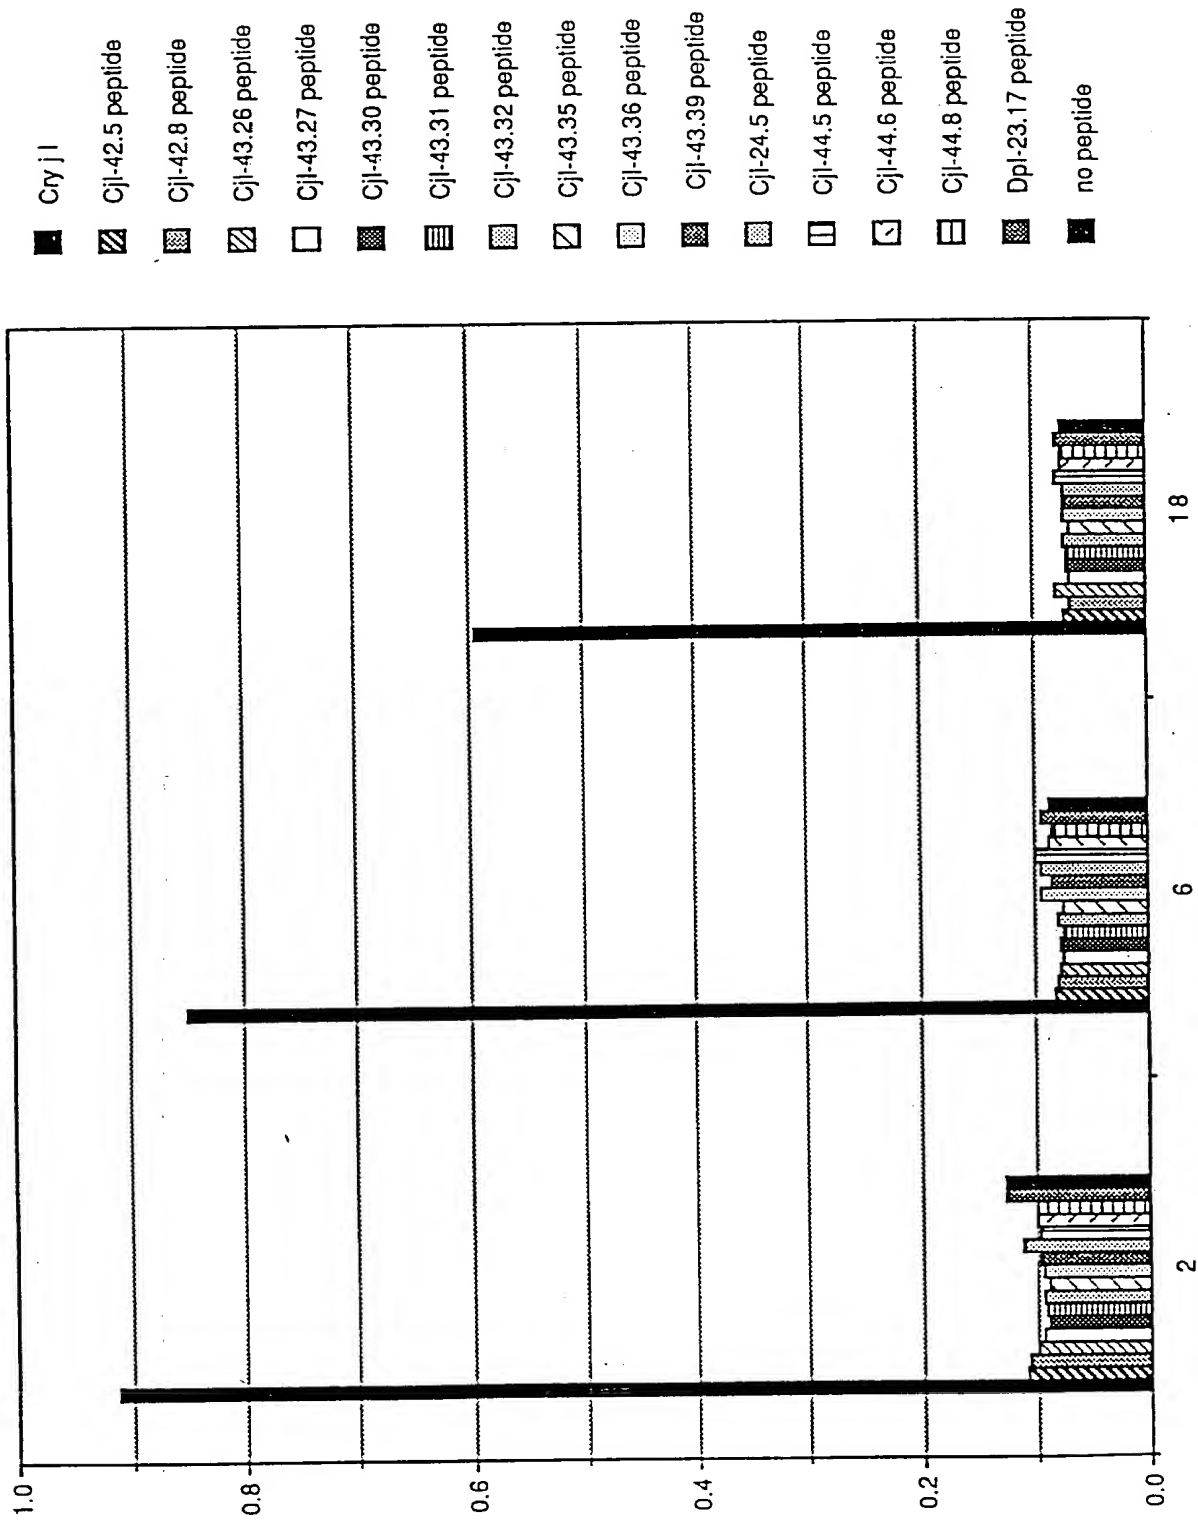 Cry j I
CjI-42.5 peptide
CjI-42.8 peptide
CjI-43.26 peptide
CjI-43.27 peptide
CjI-43.30 peptide
CjI-43.31 peptide
CjI-43.32 peptide
CjI-43.35 peptide
CjI-43.36 peptide
CjI-43.39 peptide
CjI-24.5 peptide
CjI-44.5 peptide
CjI-44.6 peptide
CjI-44.8 peptide
DpI-23.17 peptide
no peptide
1.0
0.8
0.6
0.4
0.2
0.0
2
6
18